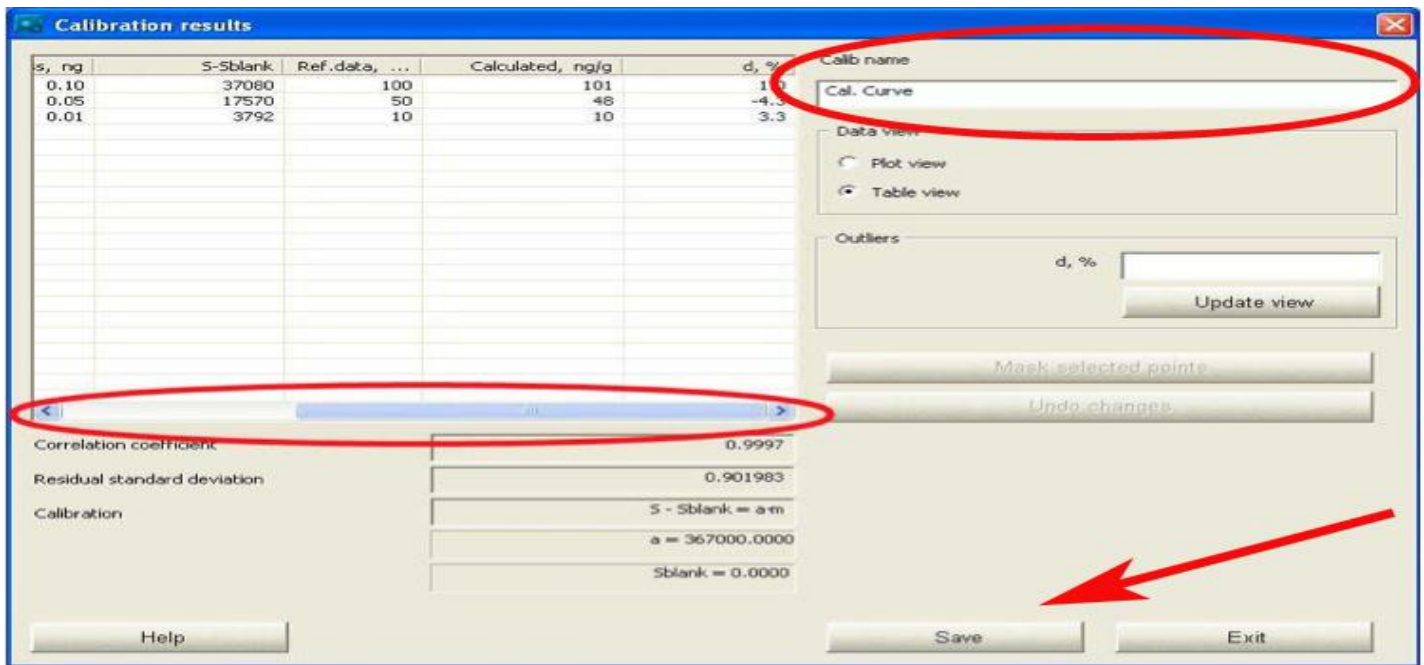 Calibration results
s, ng S-Sblank Ref.data, ... Calculated, ng/g d, %
0.10 37080 100 101
0.05 17570 50 48 -4.3
0.01 3792 10 10 3.3
Calib name
Cal. Curve
Data view
Plot view
Table view
Outliers
d, %
Update view
Mask selected points
Undo changes
Correlation coefficient 0.9997
Residual standard deviation 0.901983
Calibration S - Sblank = a·m
a = 367000.0000
Sblank = 0.0000
Help Save Exit